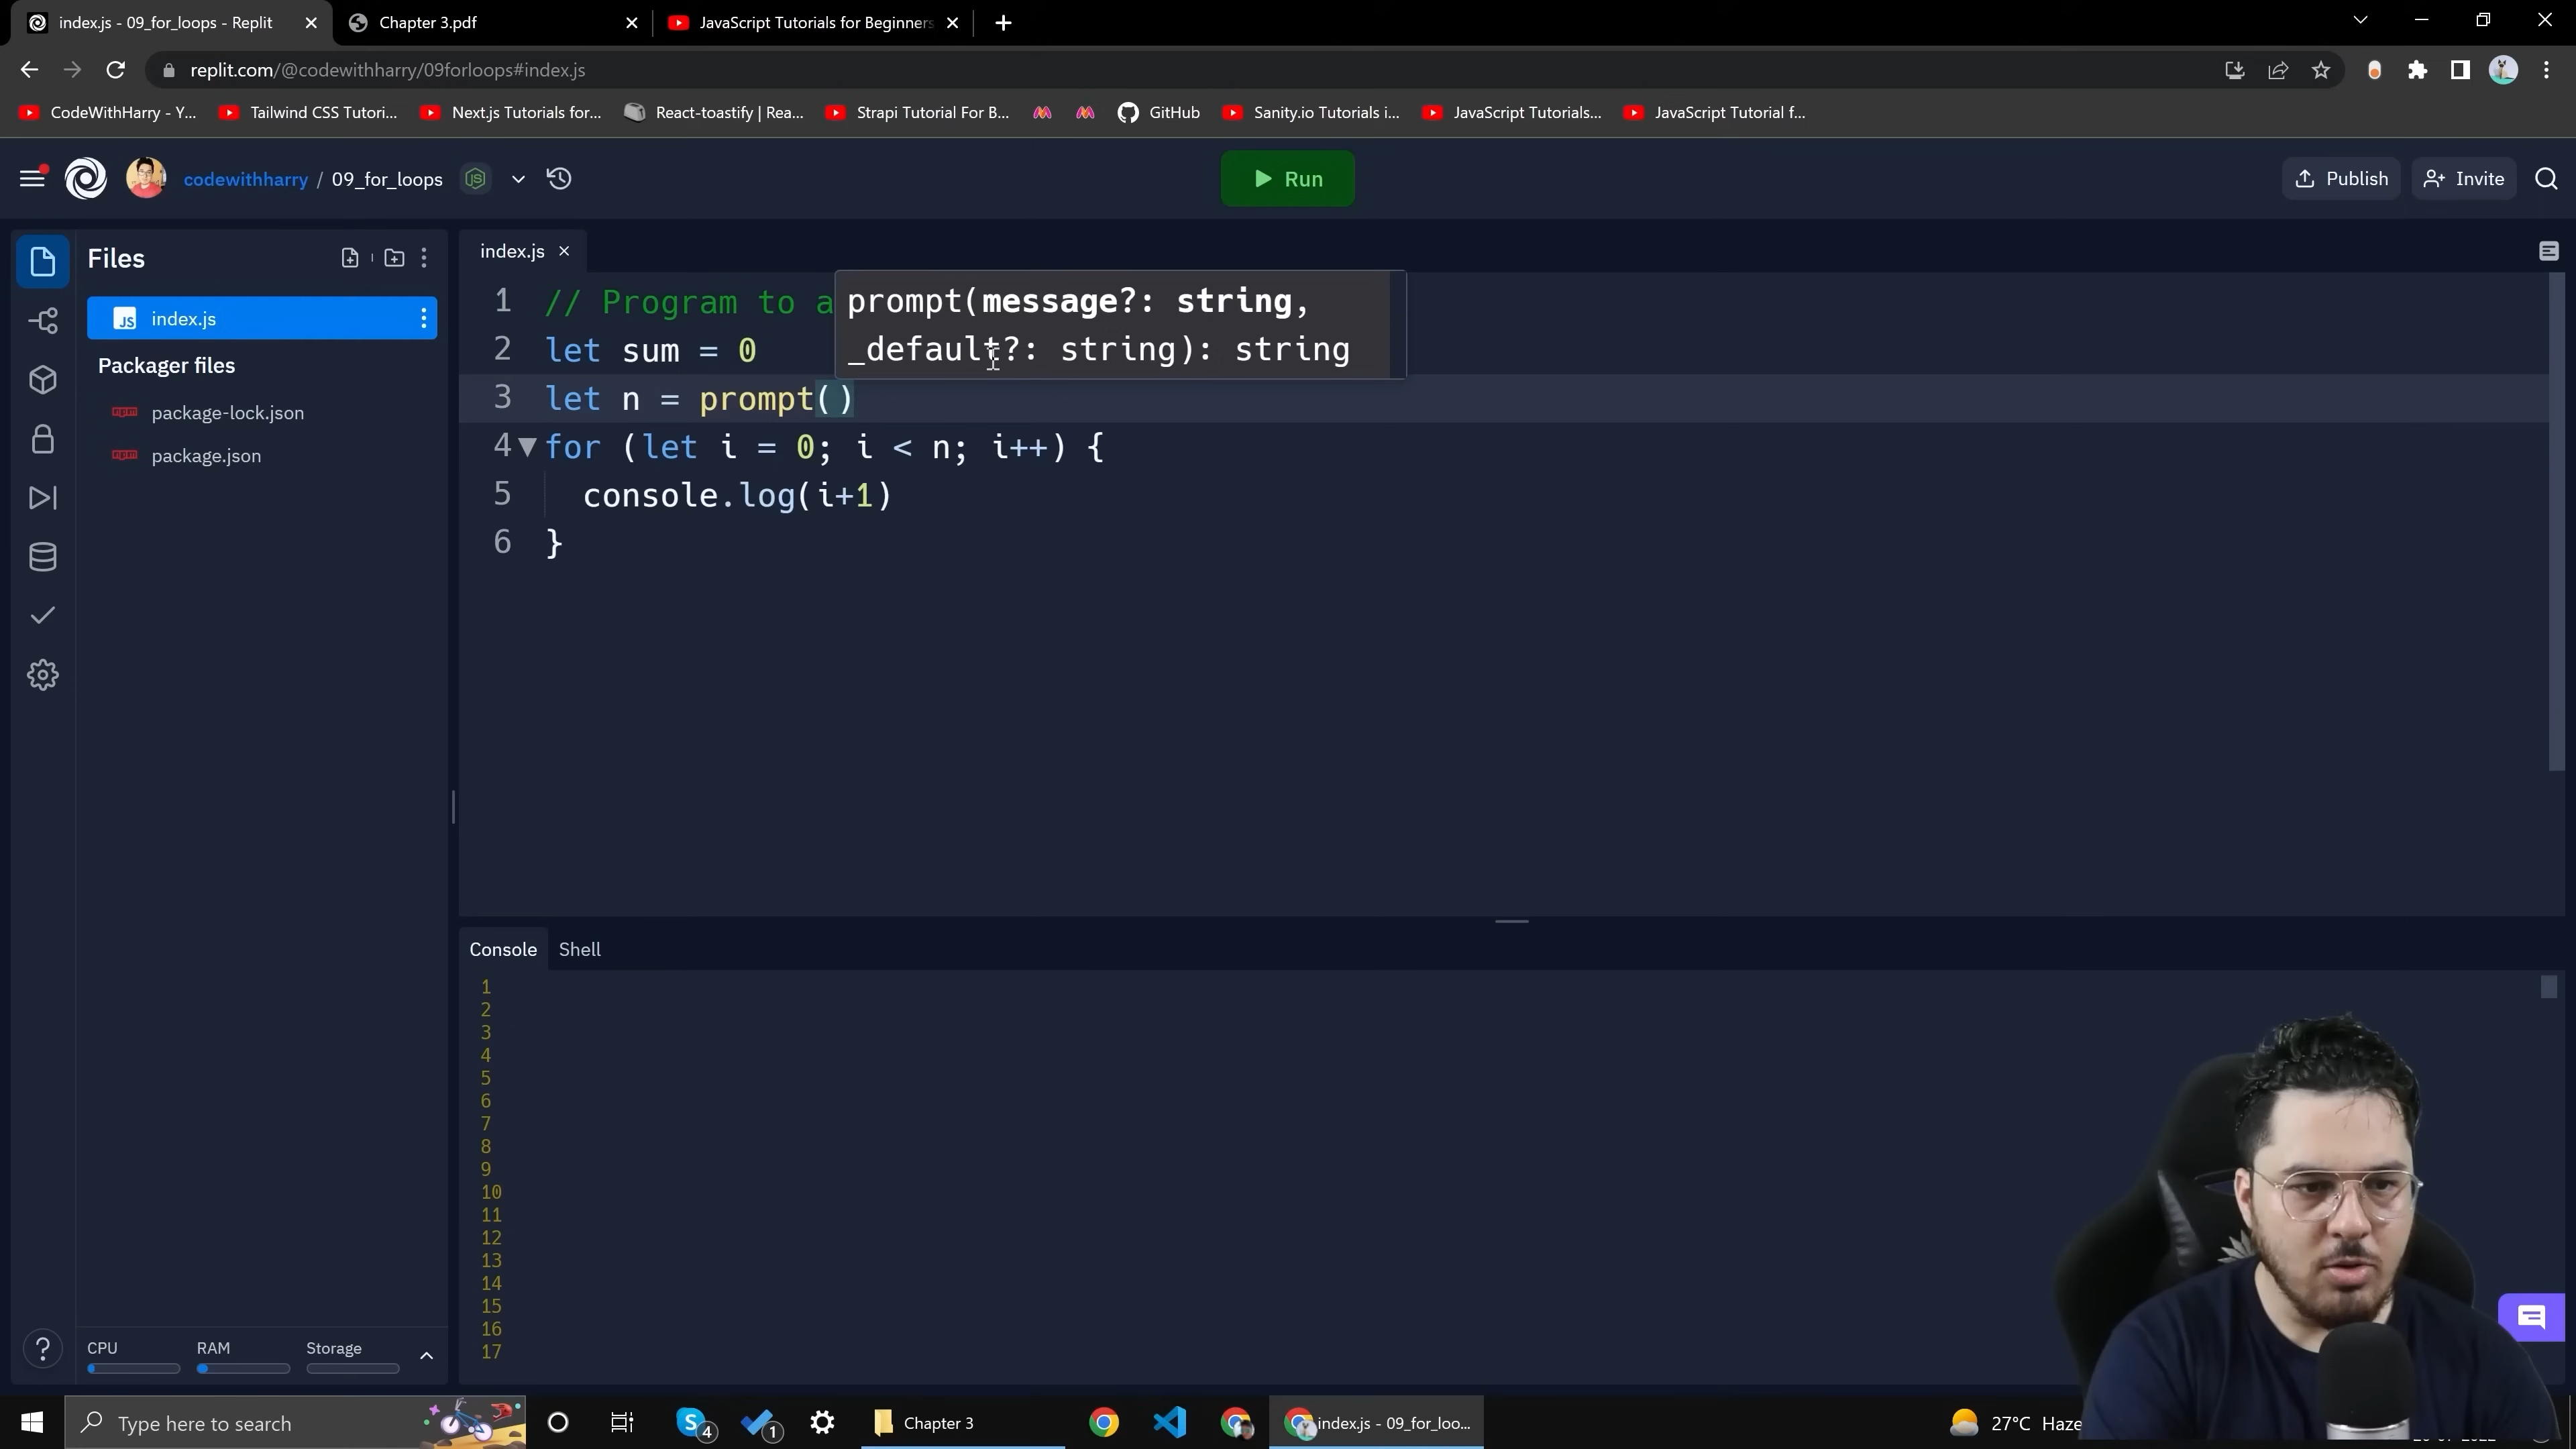 index.js - 09_for_loops - Replit
Chapter 3.pdf
JavaScript Tutorials for Beginners
replit.com/@codewithharry/09forloops#index.js
CodeWithHarry - Y...
Tailwind CSS Tutori...
Next.js Tutorials for...
React-toastify | Rea...
Strapi Tutorial For B...
GitHub
Sanity.io Tutorials i...
JavaScript Tutorials...
JavaScript Tutorial f...
codewithharry / 09_for_loops
Run
Publish
Invite
Files
index.js
Packager files
package-lock.json
package.json
index.js
prompt(message?: string,
_default?: string): string
1 // Program to a
2 let sum = 0
3 let n = prompt()
4 for (let i = 0; i < n; i++) {
5 console.log(i+1)
6 }
Console
Shell
1
2
3
4
5
6
7
8
9
10
11
12
13
14
15
16
17
CPU
RAM
Storage
Type here to search
4
1
Chapter 3
index.js - 09_for_loo...
27°C Haze